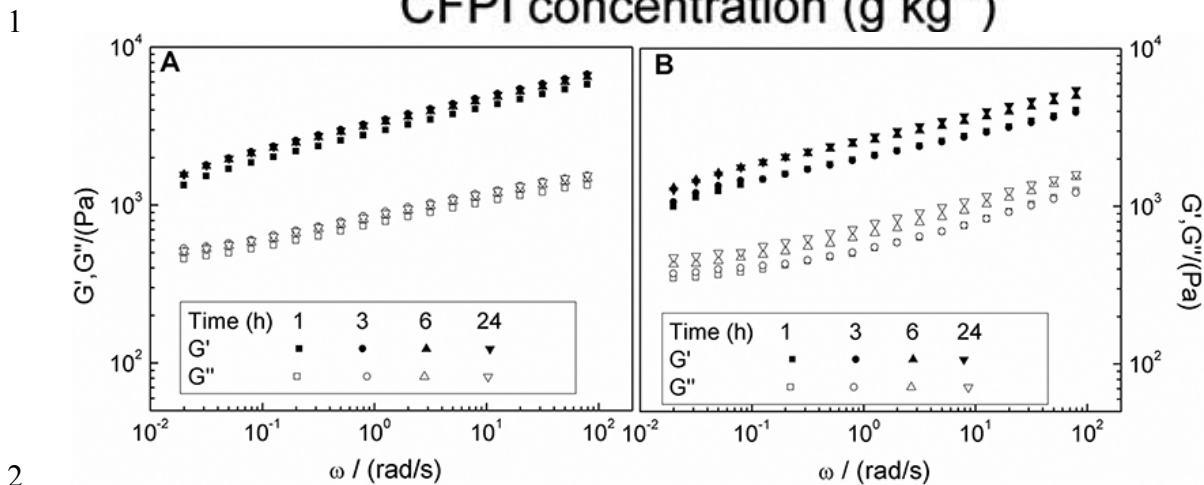 1
CFPI concentration (g kg⁻¹)
A
B
10⁴
10³
10²
G',G''/(Pa)
Time (h) 1 3 6 24
G'
G''
10⁻² 10⁻¹ 10⁰ 10¹ 10²
ω / (rad/s)
Time (h) 1 3 6 24
G'
G''
10⁻² 10⁻¹ 10⁰ 10¹ 10²
ω / (rad/s)
10⁴
10³
10²
G',G''/(Pa)
2